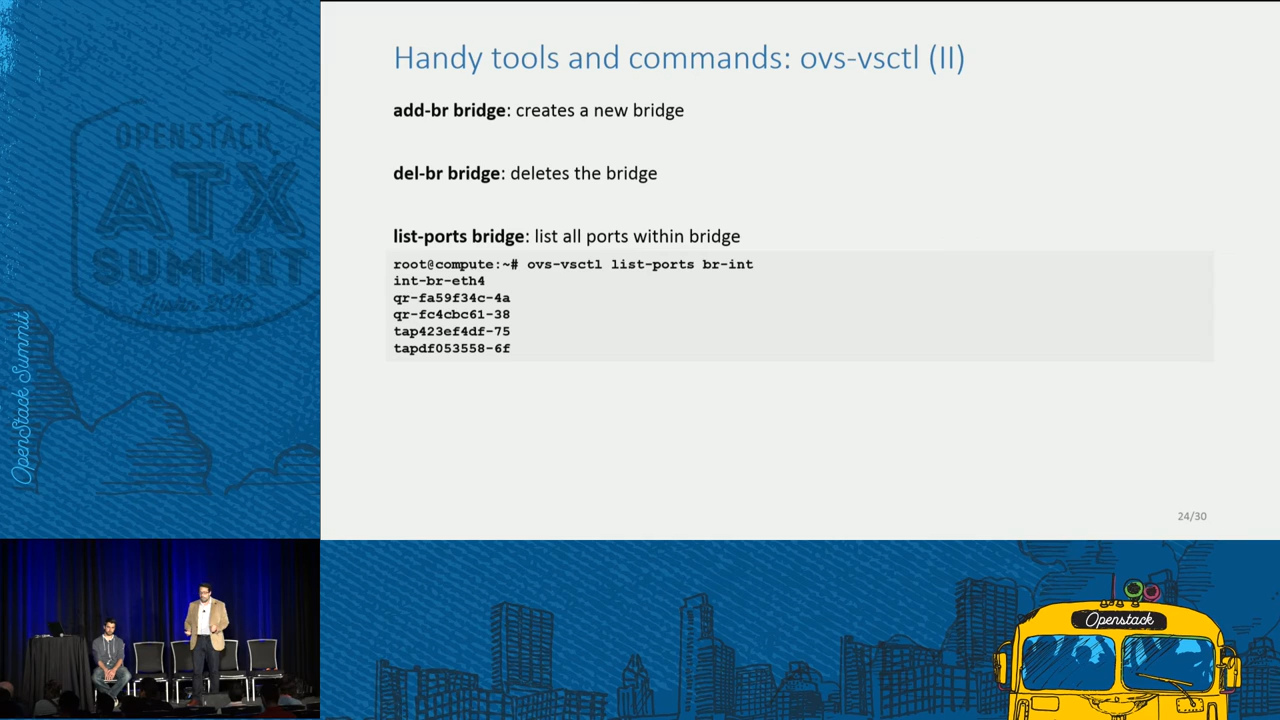 Handy tools and commands: ovs-vsctl (II)
add-br bridge: creates a new bridge
del-br bridge: deletes the bridge
list-ports bridge: list all ports within bridge
root@compute:~# ovs-vsctl list-ports br-int
int-br-eth4
qr-fa59f34c-4a
qr-fc4cbc61-38
tap423ef4df-75
tapdf053558-6f
24/30
OPENSTACK
ATX
SUMMIT
Austin 2016
OpenStack Summit
Openstack